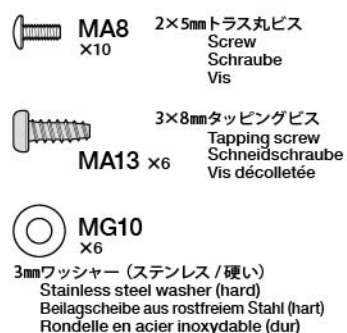 MA8
×10
2×5㎜トラス丸ビス
Screw
Schraube
Vis
3×8㎜タッピングビス
Tapping screw
Schneidschraube
Vis décolletée
MA13 ×6
MG10
×6
3㎜ワッシャー（ステンレス / 硬い）
Stainless steel washer (hard)
Beilagscheibe aus rostfreiem Stahl (hart)
Rondelle en acier inoxydable (dur)